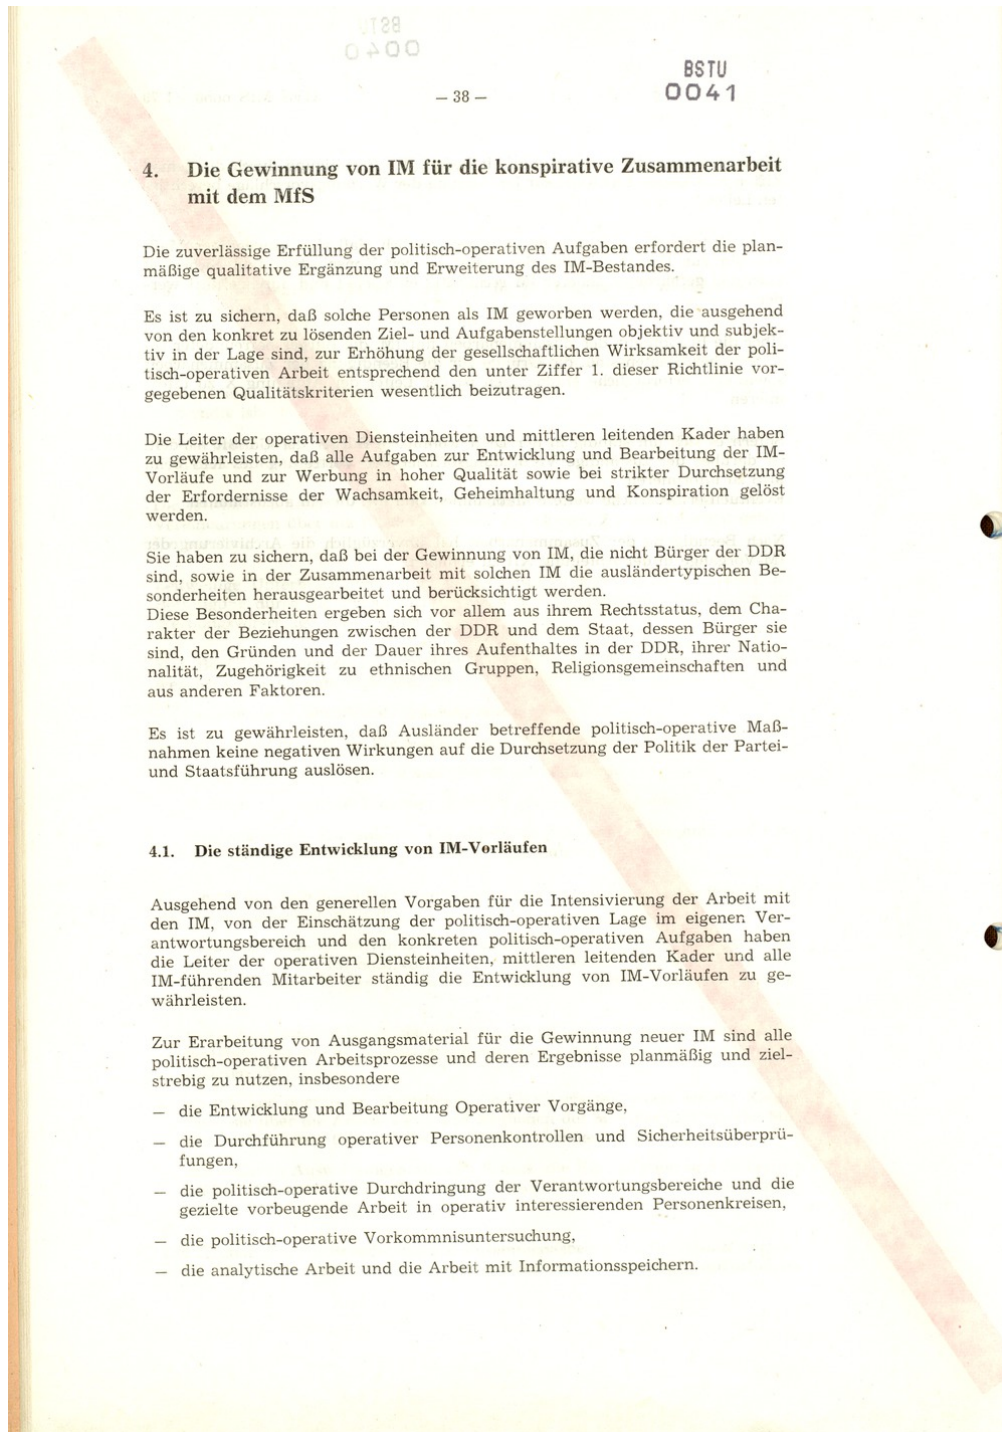 BSTU
0040
BSTU
0041
— 38 —
4. Die Gewinnung von IM für die konspirative Zusammenarbeit
mit dem MfS
Die zuverlässige Erfüllung der politisch-operativen Aufgaben erfordert die plan-
mäßige qualitative Ergänzung und Erweiterung des IM-Bestandes.
Es ist zu sichern, daß solche Personen als IM geworben werden, die ausgehend
von den konkret zu lösenden Ziel- und Aufgabenstellungen objektiv und subjek-
tiv in der Lage sind, zur Erhöhung der gesellschaftlichen Wirksamkeit der poli-
tisch-operativen Arbeit entsprechend den unter Ziffer 1. dieser Richtlinie vor-
gegebenen Qualitätskriterien wesentlich beizutragen.
Die Leiter der operativen Diensteinheiten und mittleren leitenden Kader haben
zu gewährleisten, daß alle Aufgaben zur Entwicklung und Bearbeitung der IM-
Vorläufe und zur Werbung in hoher Qualität sowie bei strikter Durchsetzung
der Erfordernisse der Wachsamkeit, Geheimhaltung und Konspiration gelöst
werden.
Sie haben zu sichern, daß bei der Gewinnung von IM, die nicht Bürger der DDR
sind, sowie in der Zusammenarbeit mit solchen IM die ausländertypischen Be-
sonderheiten herausgearbeitet und berücksichtigt werden.
Diese Besonderheiten ergeben sich vor allem aus ihrem Rechtsstatus, dem Cha-
rakter der Beziehungen zwischen der DDR und dem Staat, dessen Bürger sie
sind, den Gründen und der Dauer ihres Aufenthaltes in der DDR, ihrer Natio-
nalität, Zugehörigkeit zu ethnischen Gruppen, Religionsgemeinschaften und
aus anderen Faktoren.
Es ist zu gewährleisten, daß Ausländer betreffende politisch-operative Maß-
nahmen keine negativen Wirkungen auf die Durchsetzung der Politik der Partei-
und Staatsführung auslösen.
4.1. Die ständige Entwicklung von IM-Vorläufen
Ausgehend von den generellen Vorgaben für die Intensivierung der Arbeit mit
den IM, von der Einschätzung der politisch-operativen Lage im eigenen Ver-
antwortungsbereich und den konkreten politisch-operativen Aufgaben haben
die Leiter der operativen Diensteinheiten, mittleren leitenden Kader und alle
IM-führenden Mitarbeiter ständig die Entwicklung von IM-Vorläufen zu ge-
währleisten.
Zur Erarbeitung von Ausgangsmaterial für die Gewinnung neuer IM sind alle
politisch-operativen Arbeitsprozesse und deren Ergebnisse planmäßig und ziel-
strebig zu nutzen, insbesondere
— die Entwicklung und Bearbeitung Operativer Vorgänge,
— die Durchführung operativer Personenkontrollen und Sicherheitsüberprü-
fungen,
— die politisch-operative Durchdringung der Verantwortungsbereiche und die
gezielte vorbeugende Arbeit in operativ interessierenden Personenkreisen,
— die politisch-operative Vorkommnisuntersuchung,
— die analytische Arbeit und die Arbeit mit Informationsspeichern.